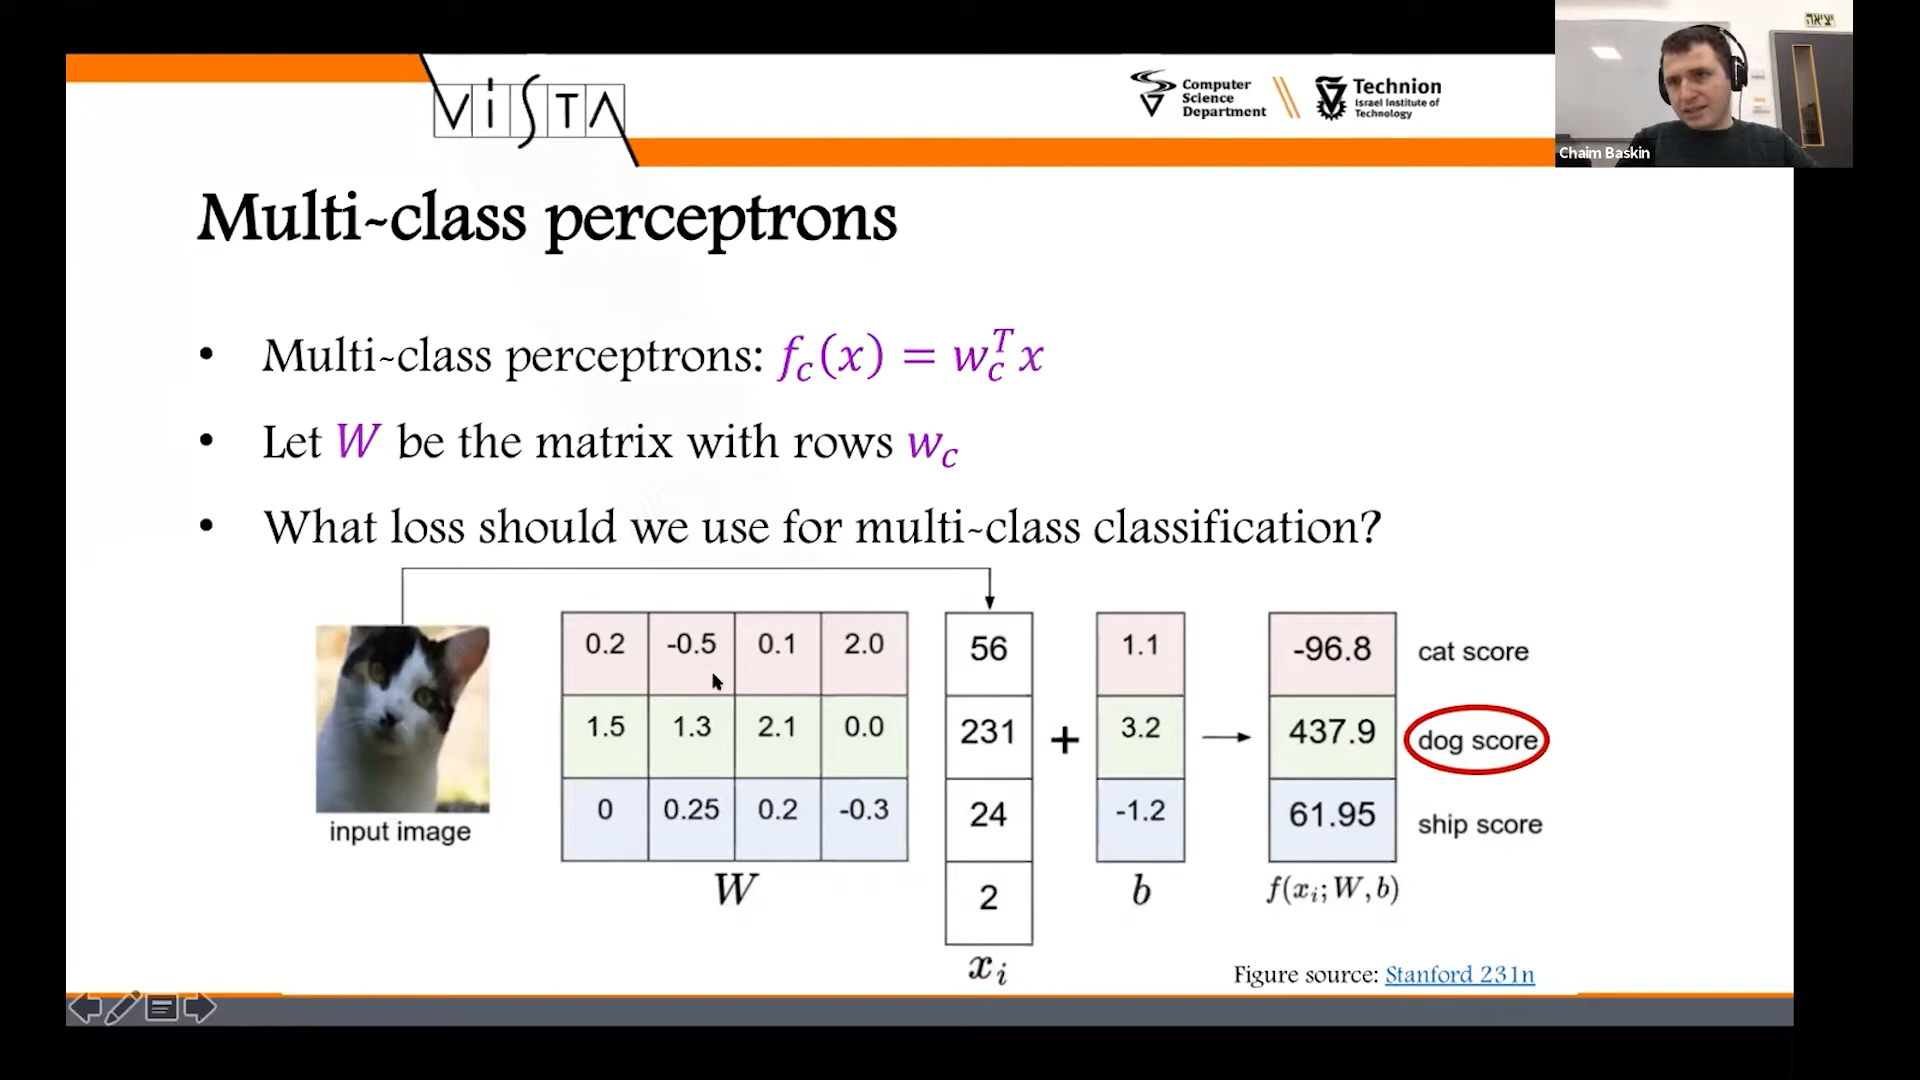 ViSTA
Computer
Science
Department
Technion
Israel Institute of
Technology
יציאה
Chaim Baskin
Multi-class perceptrons
• Multi-class perceptrons: f_c(x) = w_c^T x
• Let W be the matrix with rows w_c
• What loss should we use for multi-class classification?
0.2 -0.5 0.1 2.0
1.5 1.3 2.1 0.0
0 0.25 0.2 -0.3
W
56
231
24
2
x_i
+
1.1
3.2
-1.2
b
-96.8 cat score
437.9 dog score
61.95 ship score
f(x_i; W, b)
input image
Figure source: Stanford 231n